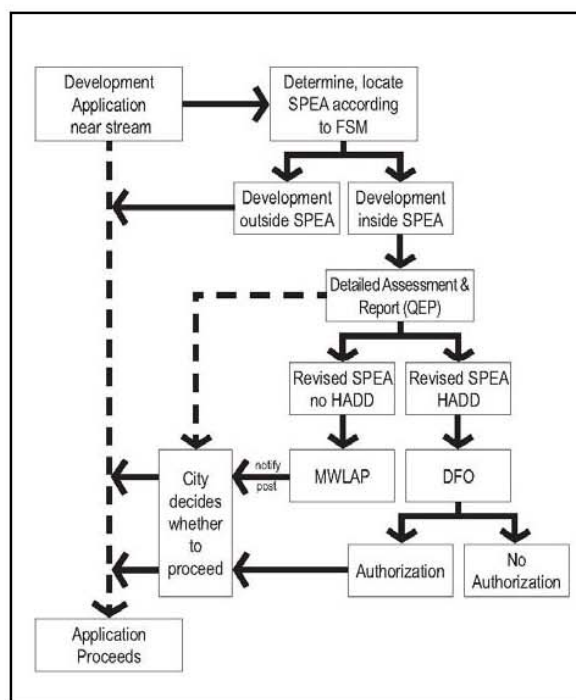 Development
Application
near stream
Determine, locate
SPEA according
to FSM
Development
outside SPEA
Development
inside SPEA
Detailed Assessment &
Report (QEP)
Revised SPEA
no HADD
Revised SPEA
HADD
City
decides
whether
to
proceed
notify
post
MWLAP
DFO
Authorization
No
Authorization
Application
Proceeds